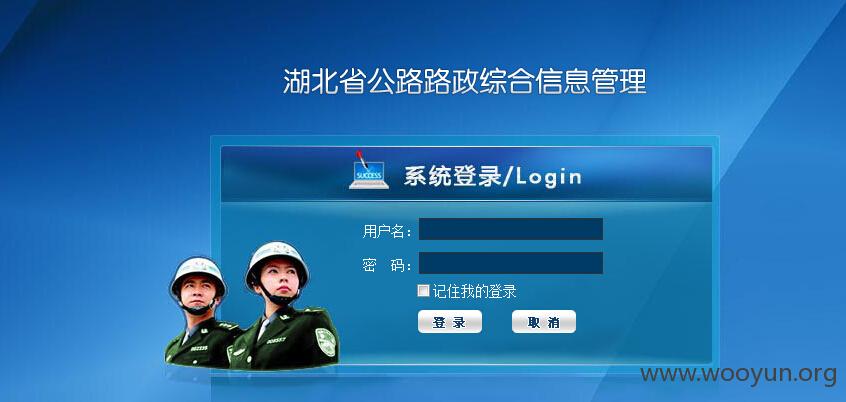 湖北省公路路政综合信息管理
SUCCESS
系统登录/Login
用户名：
密 码：
记住我的登录
登 录 取 消
www.wooyun.org